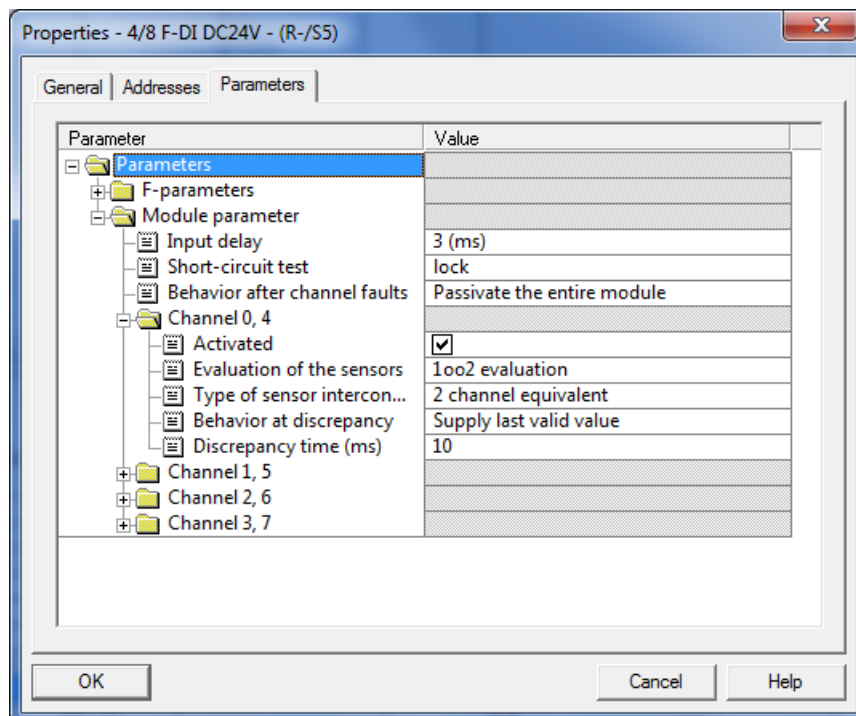 Properties - 4/8 F-DI DC24V - (R-/S5)
General Addresses Parameters
Parameter Value
Parameters
F-parameters
Module parameter
Input delay 3 (ms)
Short-circuit test lock
Behavior after channel faults Passivate the entire module
Channel 0, 4
Activated
Evaluation of the sensors 1oo2 evaluation
Type of sensor intercon... 2 channel equivalent
Behavior at discrepancy Supply last valid value
Discrepancy time (ms) 10
Channel 1, 5
Channel 2, 6
Channel 3, 7
OK Cancel Help